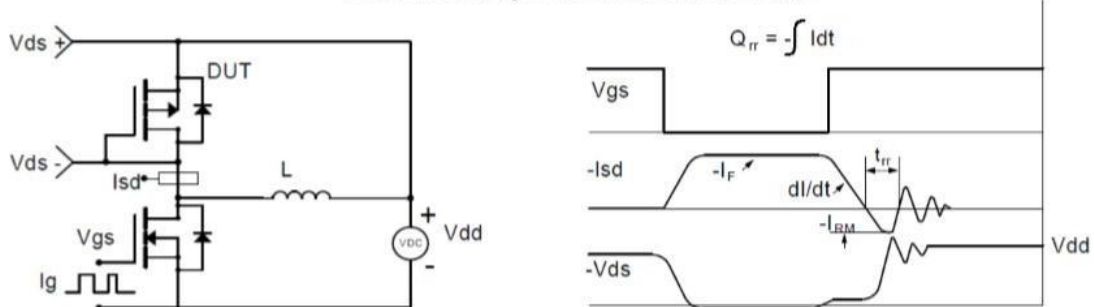 Vds +
DUT
Vds -
Isd
L
Vgs
Ig
VDC
+
-
Vdd
Qrr = -∫ Idt
Vgs
-Isd
-IF
dI/dt
trr
-IRM
Vdd
-Vds